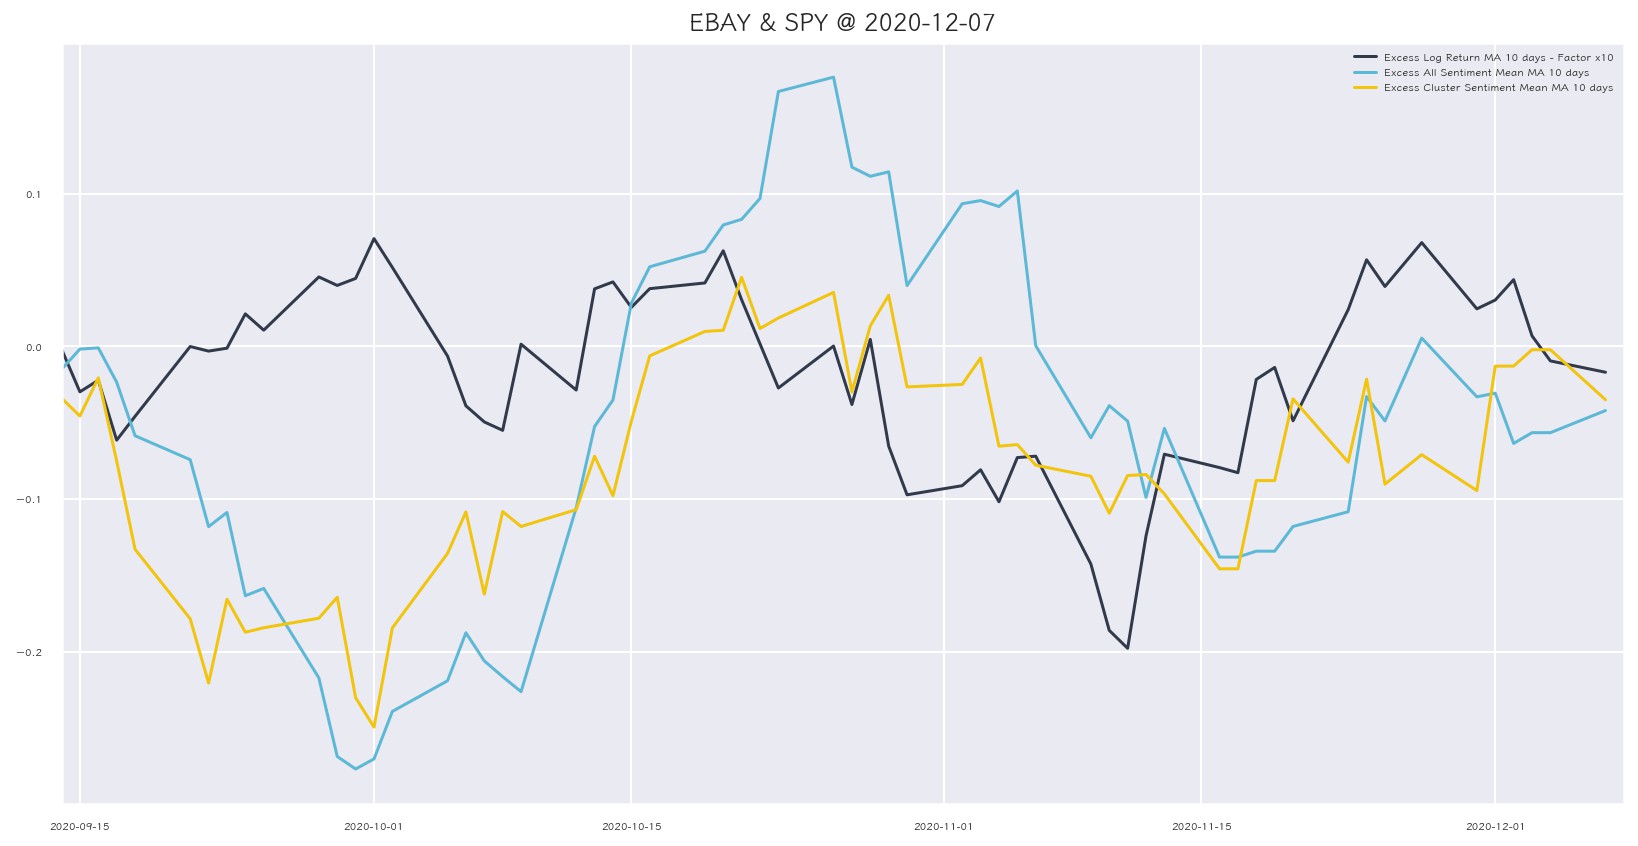 EBAY & SPY @ 2020-12-07
Excess Log Return MA 10 days - Factor x10
Excess All Sentiment Mean MA 10 days
Excess Cluster Sentiment Mean MA 10 days
0.1
0.0
−0.1
−0.2
2020-09-15
2020-10-01
2020-10-15
2020-11-01
2020-11-15
2020-12-01